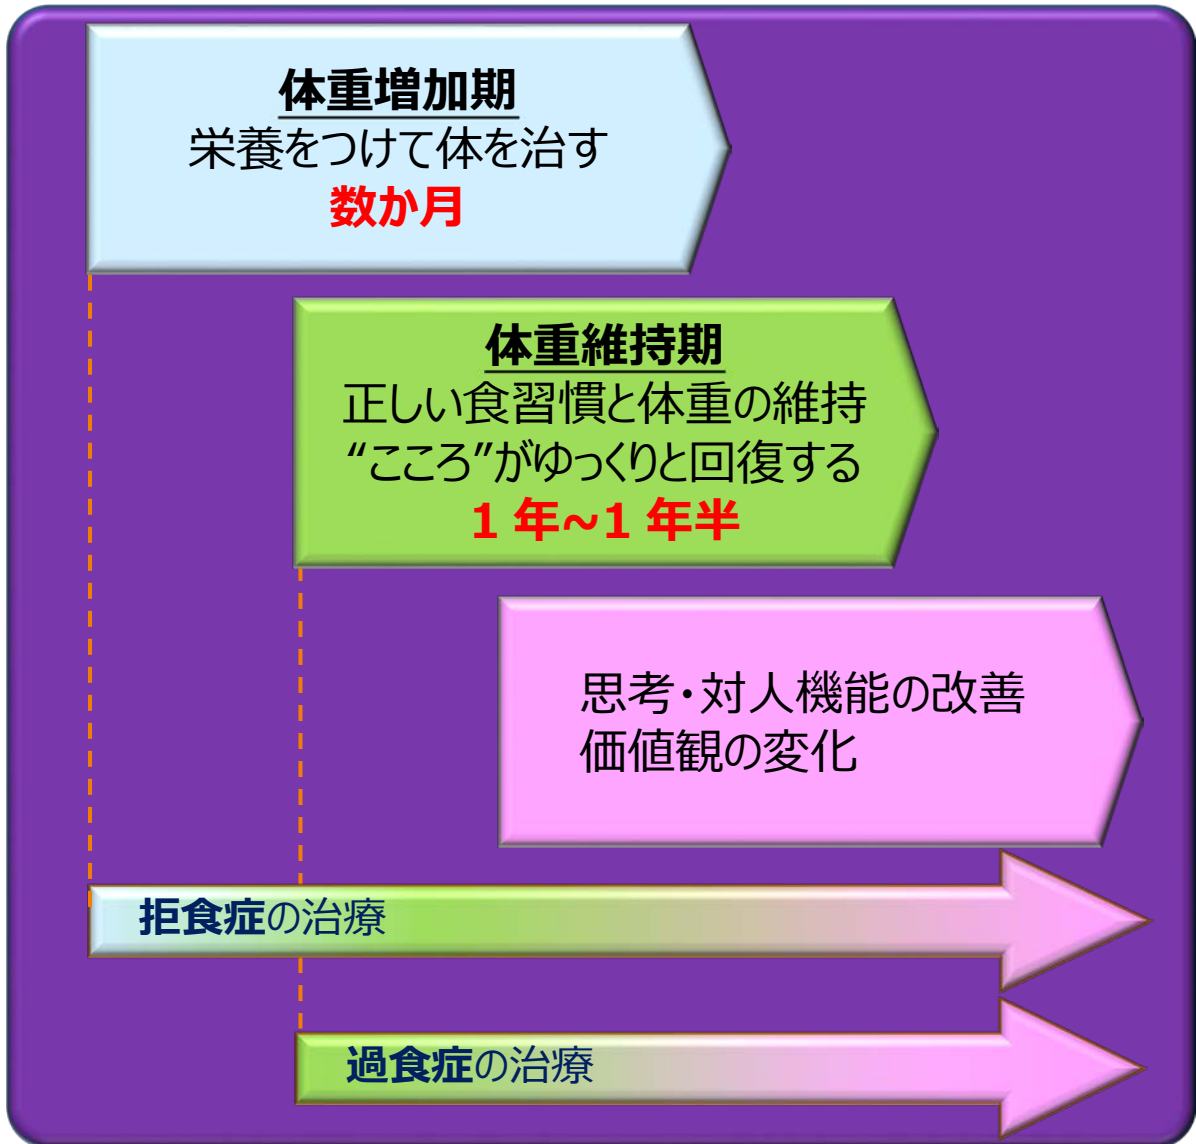 体重増加期
栄養をつけて体を治す
数か月
体重維持期
正しい食習慣と体重の維持
“こころ”がゆっくりと回復する
1 年~1 年半
思考・対人機能の改善
価値観の変化
拒食症の治療
過食症の治療